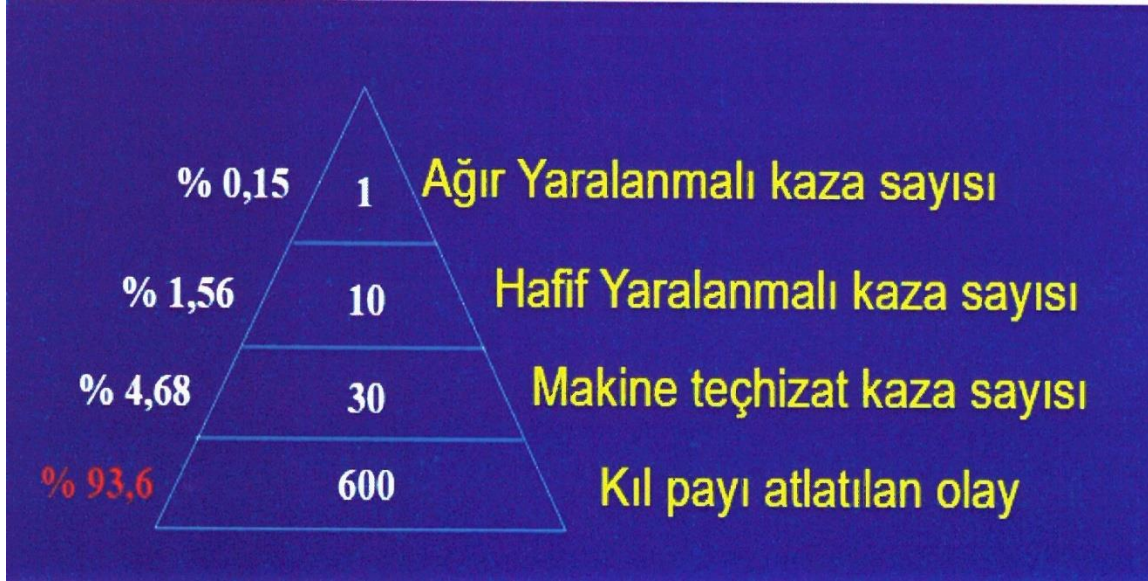 % 0,15 1 Ağır Yaralanmalı kaza sayısı
% 1,56 10 Hafif Yaralanmalı kaza sayısı
% 4,68 30 Makine teçhizat kaza sayısı
% 93,6 600 Kıl payı atlatılan olay